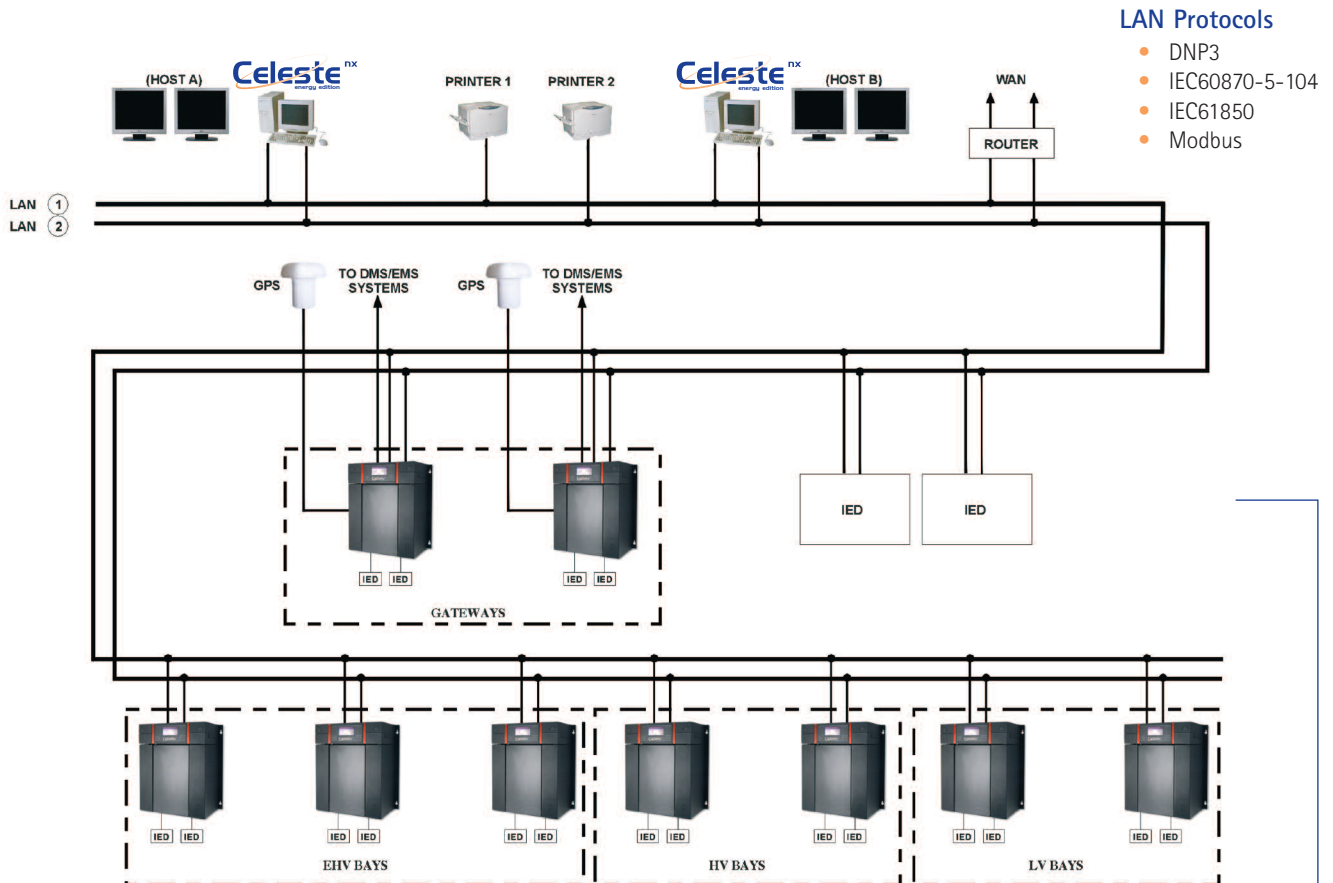 LAN Protocols
• DNP3
• IEC60870-5-104
• IEC61850
• Modbus
(HOST A)
Celeste nx
energy edition
PRINTER 1
PRINTER 2
Celeste nx
energy edition
(HOST B)
WAN
ROUTER
LAN 1
LAN 2
GPS
TO DMS/EMS
SYSTEMS
GPS
TO DMS/EMS
SYSTEMS
IED
IED
IED IED
IED IED
GATEWAYS
IED IED
IED IED
IED IED
IED IED
IED IED
IED IED
IED IED
EHV BAYS
HV BAYS
LV BAYS